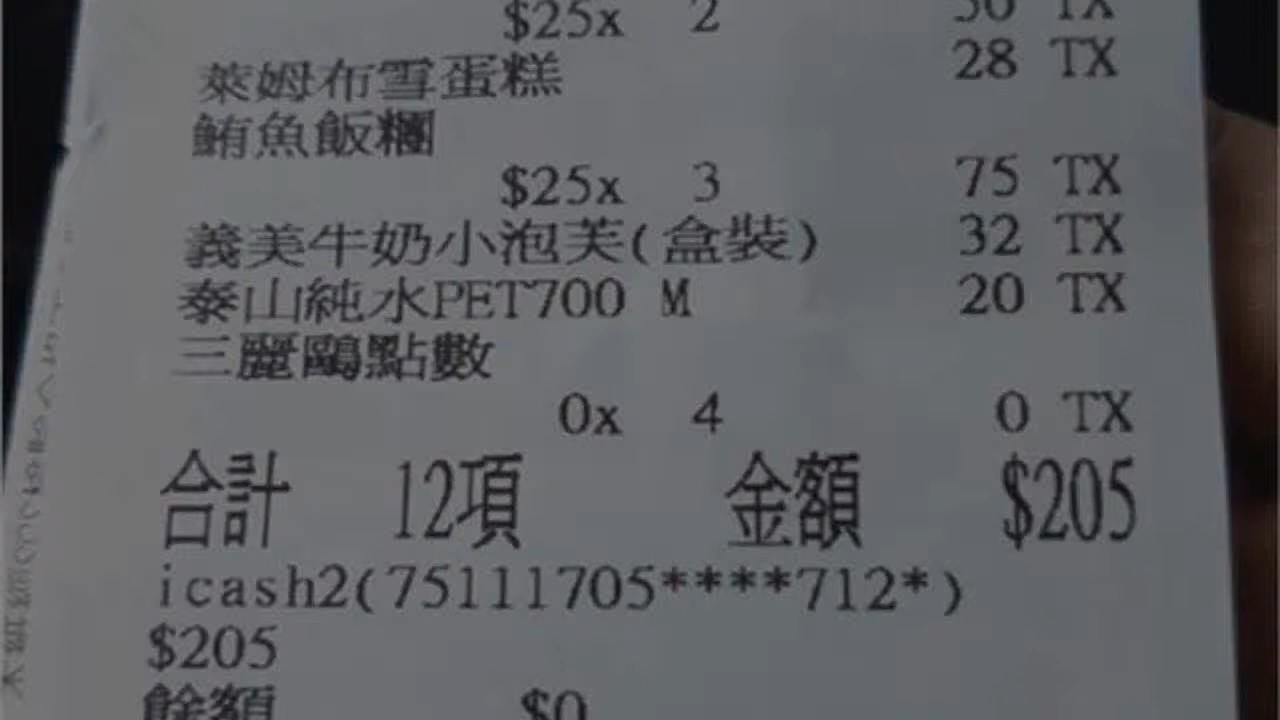 $25x 2 50 TX
萊姆布雪蛋糕 28 TX
鮪魚飯糰
$25x 3 75 TX
義美牛奶小泡芙(盒裝) 32 TX
泰山純水PET700 M 20 TX
三麗鷗點數
0x 4 0 TX
合計 12項 金額 $205
icash2(75111705****712*)
$205
餘額 $0